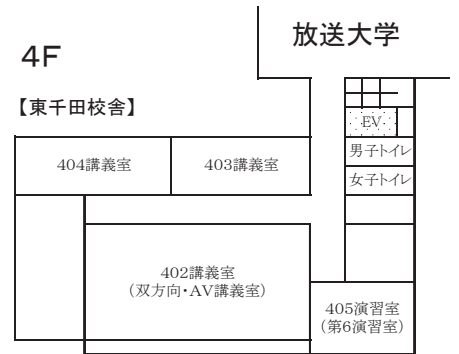 放送大学
4F
【東千田校舎】
EV
男子トイレ
404講義室
403講義室
女子トイレ
402講義室
(双方向・AV講義室)
405演習室
(第6演習室)